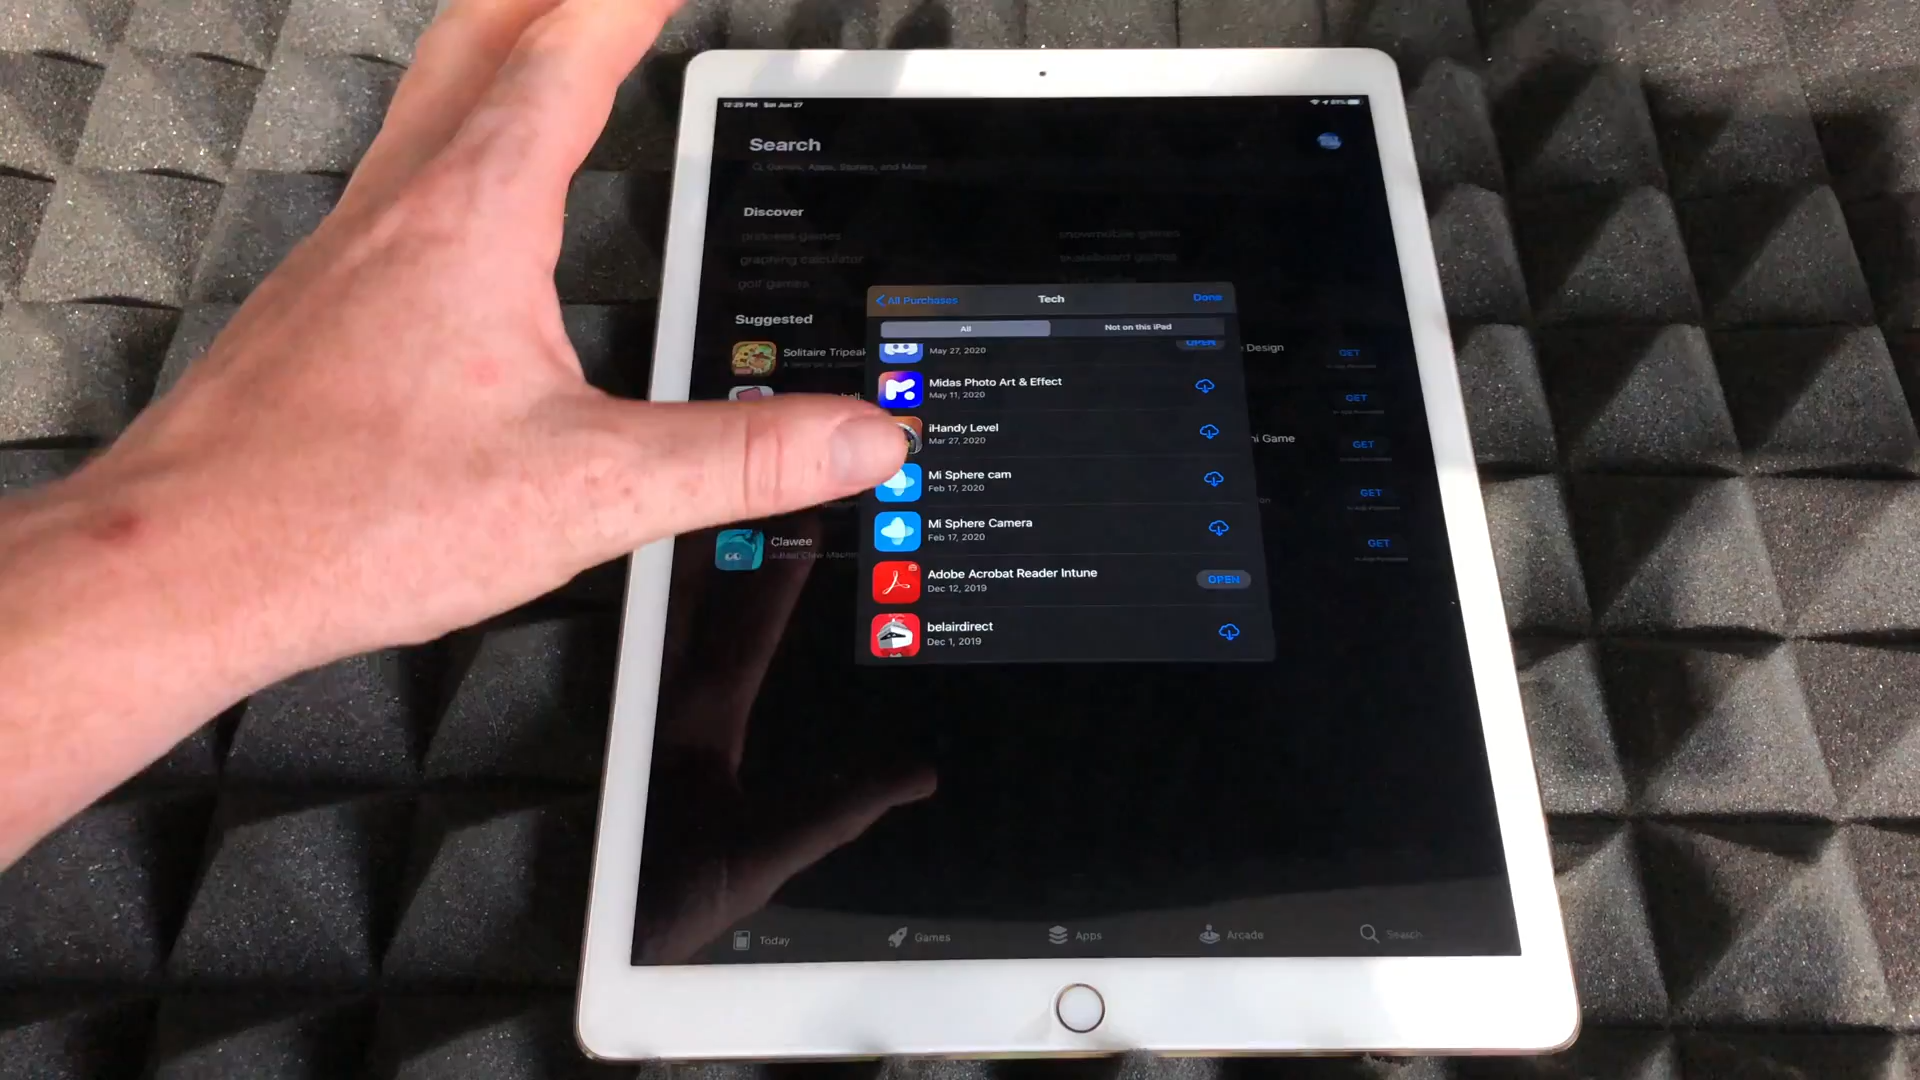 12:25 PM Sat Jun 27
Search
Games, Apps, Stories, and More
Discover
princess games
snowmobile games
graphing calculator
skateboard games
golf games
Suggested
Solitaire Tripeak
Design
GET
GET
Game
GET
GET
Clawee
GET
All Purchases
Tech
Done
All
Not on this iPad
May 27, 2020
OPEN
Midas Photo Art & Effect
May 11, 2020
iHandy Level
Mar 27, 2020
Mi Sphere cam
Feb 17, 2020
Mi Sphere Camera
Feb 17, 2020
Adobe Acrobat Reader Intune
Dec 12, 2019
OPEN
belairdirect
Dec 1, 2019
Today
Games
Apps
Arcade
Search